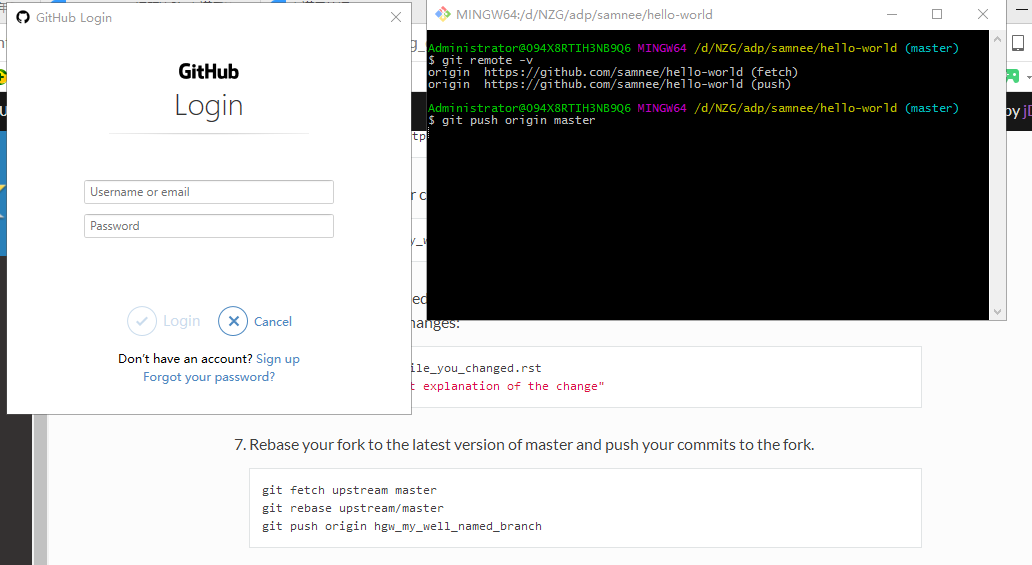 GitHub Login
GitHub
Login
Username or email
Password
Login
Cancel
Don't have an account? Sign up
Forgot your password?
MINGW64:/d/NZG/adp/samnee/hello-world
Administrator@O94X8RTIH3NB9Q6 MINGW64 /d/NZG/adp/samnee/hello-world (master)
$ git remote -v
origin  https://github.com/samnee/hello-world (fetch)
origin  https://github.com/samnee/hello-world (push)
Administrator@O94X8RTIH3NB9Q6 MINGW64 /d/NZG/adp/samnee/hello-world (master)
$ git push origin master
by
hanges:
ile_you_changed.rst
t explanation of the change"
7. Rebase your fork to the latest version of master and push your commits to the fork.
git fetch upstream master
git rebase upstream/master
git push origin hgw_my_well_named_branch